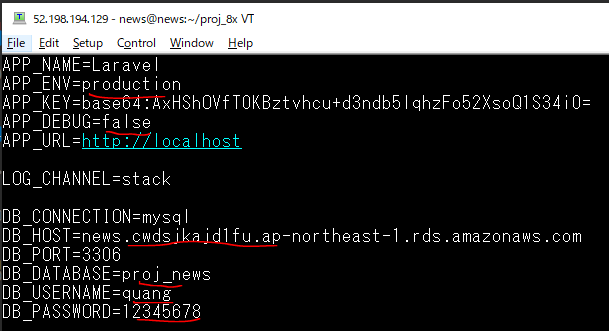 52.198.194.129 - news@news:~/proj_8x VT
File Edit Setup Control Window Help
APP_NAME=Laravel
APP_ENV=production
APP_KEY=base64:AxHShOVfTOKBztvhcu+d3ndb5lqhzFo52XsoQ1S34i0=
APP_DEBUG=false
APP_URL=http://localhost
LOG_CHANNEL=stack
DB_CONNECTION=mysql
DB_HOST=news.cwdsikajd1fu.ap-northeast-1.rds.amazonaws.com
DB_PORT=3306
DB_DATABASE=proj_news
DB_USERNAME=quang
DB_PASSWORD=12345678